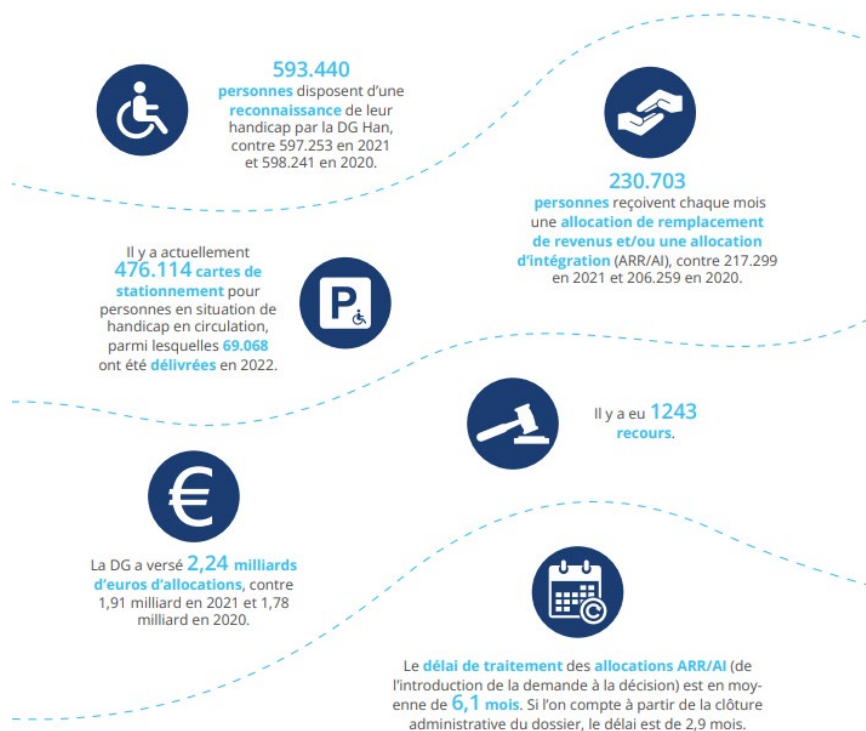 593.440
personnes disposent d'une
reconnaissance de leur
handicap par la DG Han,
contre 597.253 en 2021
et 598.241 en 2020.
230.703
personnes reçoivent chaque mois
une allocation de remplacement
de revenus et/ou une allocation
d'intégration (ARR/AI), contre 217.299
en 2021 et 206.259 en 2020.
Il y a actuellement
476.114 cartes de
stationnement pour
personnes en situation de
handicap en circulation,
parmi lesquelles 69.068
ont été délivrées en 2022.
P
Il y a eu 1243
recours.
€
La DG a versé 2,24 milliards
d'euros d'allocations, contre
1,91 milliard en 2021 et 1,78
milliard en 2020.
©
Le délai de traitement des allocations ARR/AI (de
l'introduction de la demande à la décision) est en moy-
enne de 6,1 mois. Si l'on compte à partir de la clôture
administrative du dossier, le délai est de 2,9 mois.